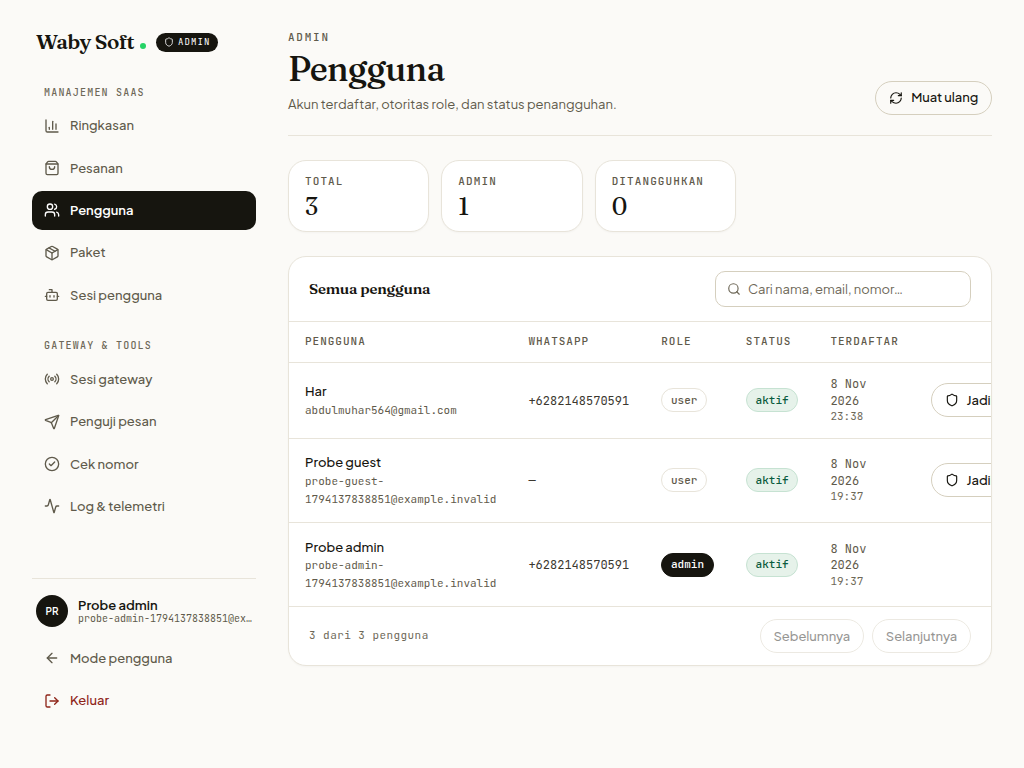 Waby Soft
ADMIN
MANAJEMEN SAAS
Ringkasan
Pesanan
Pengguna
Paket
Sesi pengguna
GATEWAY & TOOLS
Sesi gateway
Penguji pesan
Cek nomor
Log & telemetri
PR
Probe admin
probe-admin-1794137838851@ex…
Mode pengguna
Keluar
ADMIN
Pengguna
Akun terdaftar, otoritas role, dan status penangguhan.
Muat ulang
TOTAL
3
ADMIN
1
DITANGGUHKAN
0
Semua pengguna
Cari nama, email, nomor…
PENGGUNA WHATSAPP ROLE STATUS TERDAFTAR
Har
abdulmuhar564@gmail.com
+6282148570591
user
aktif
8 Nov
2026
23:38
Jadi
Probe guest
probe-guest-
1794137838851@example.invalid
—
user
aktif
8 Nov
2026
19:37
Jadi
Probe admin
probe-admin-
1794137838851@example.invalid
+6282148570591
admin
aktif
8 Nov
2026
19:37
3 dari 3 pengguna
Sebelumnya
Selanjutnya